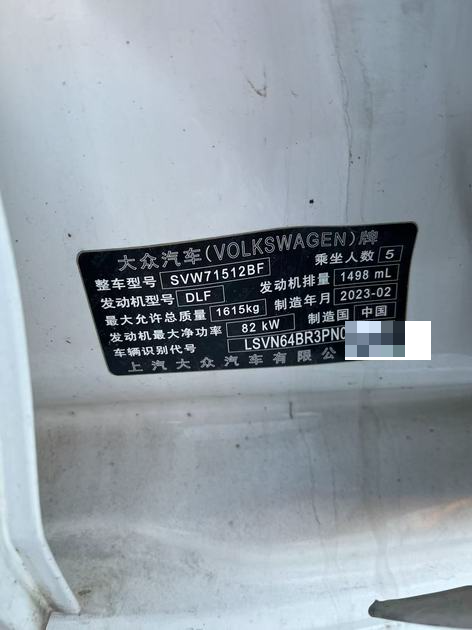 大众汽车(VOLKSWAGEN)牌
整车型号 SVW71512BF 乘坐人数 5
发动机型号 DLF 发动机排量 1498 mL
最大允许总质量 1615kg 制造年月 2023-02
发动机最大净功率 82 kW 制造国 中国
车辆识别代号 LSVN64BR3PN
上汽大众汽车有限公